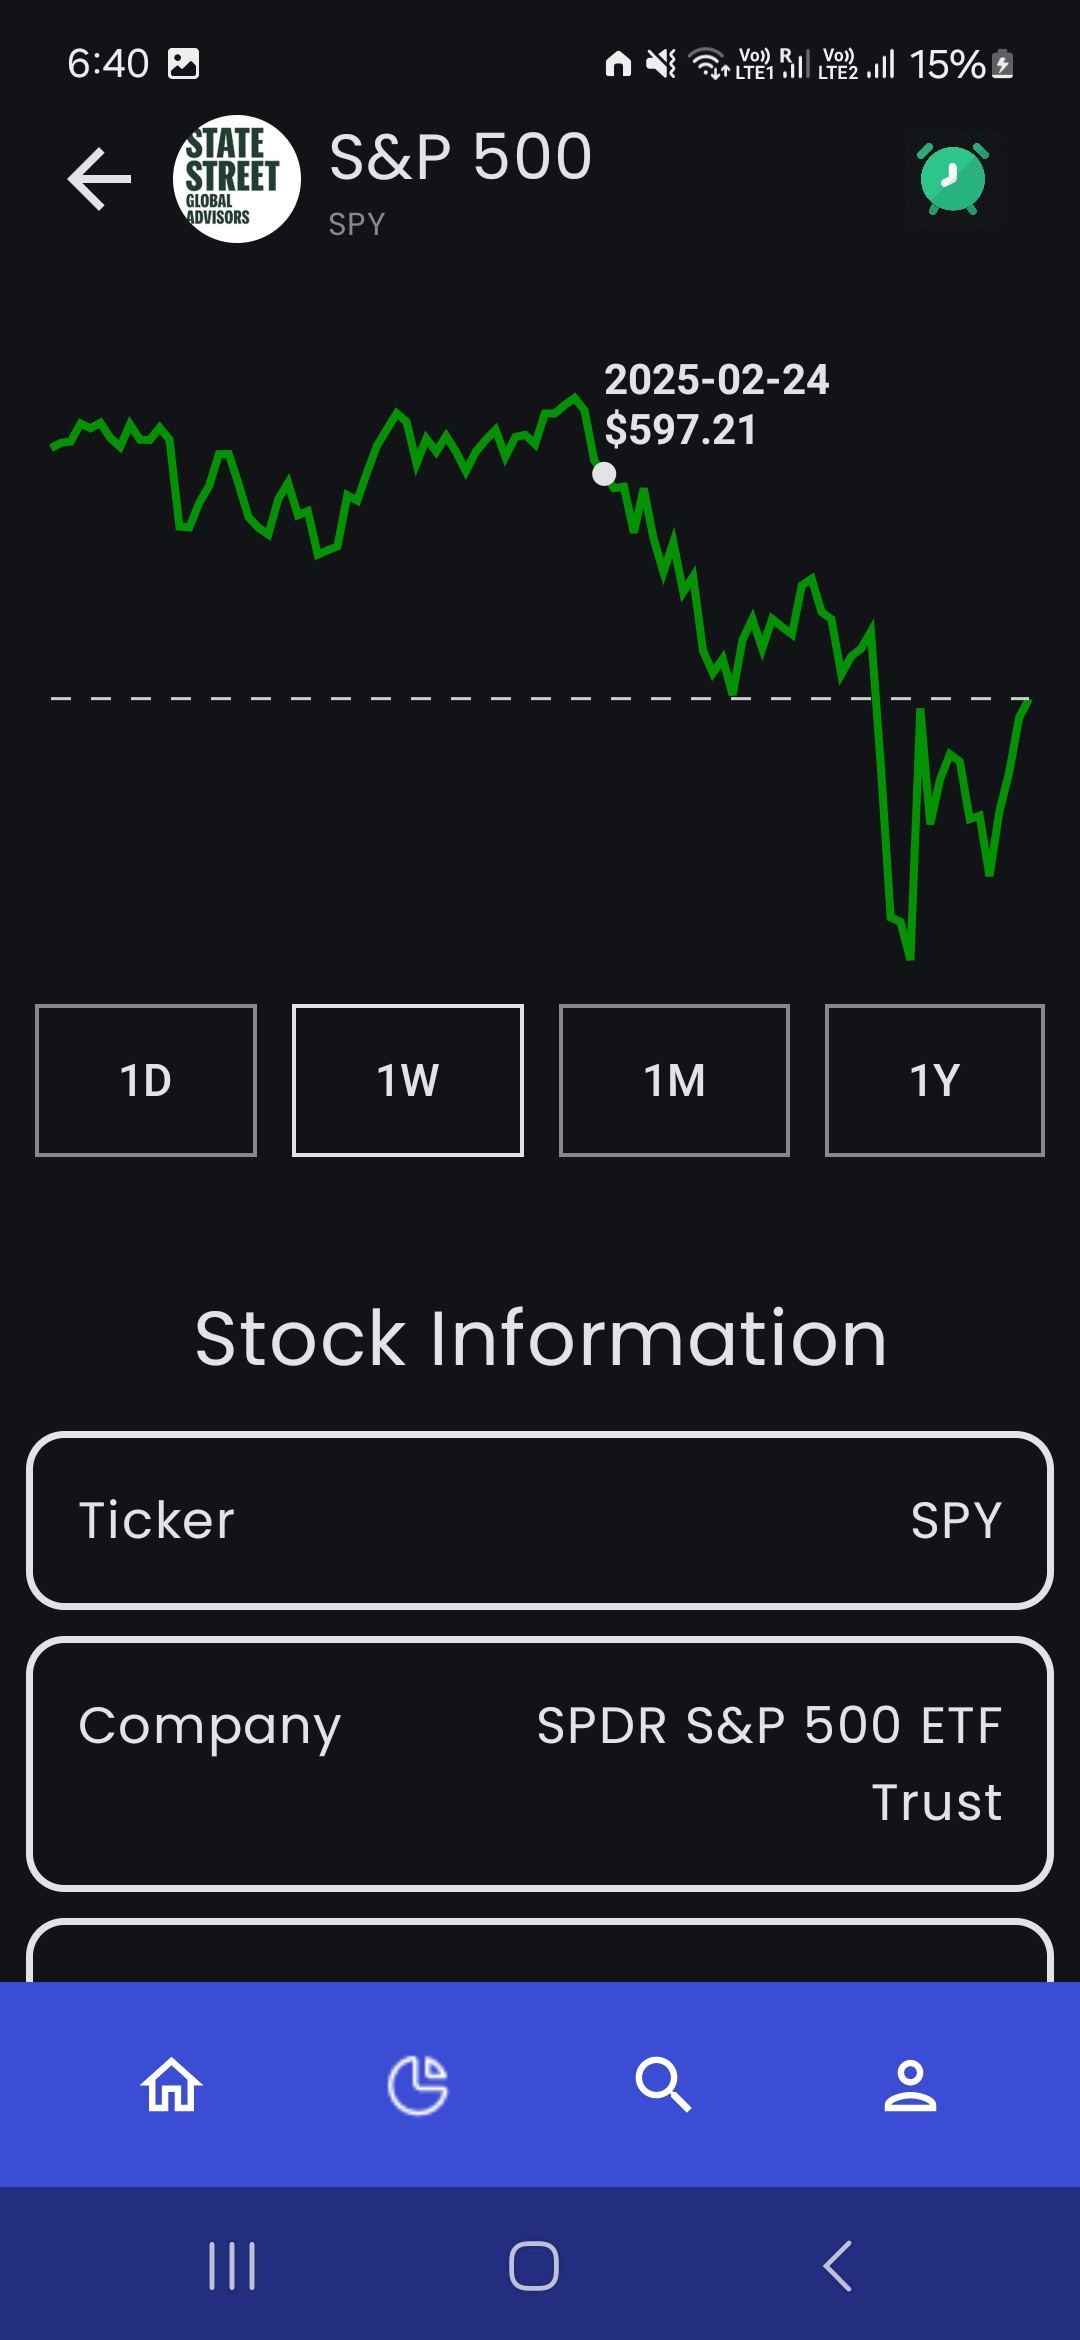 6:40
Vo)) R Vo))
LTE1 LTE2 15%
STATE
STREET
GLOBAL
ADVISORS
S&P 500
SPY
2025-02-24
$597.21
1D 1W 1M 1Y
Stock Information
Ticker SPY
Company SPDR S&P 500 ETF
Trust